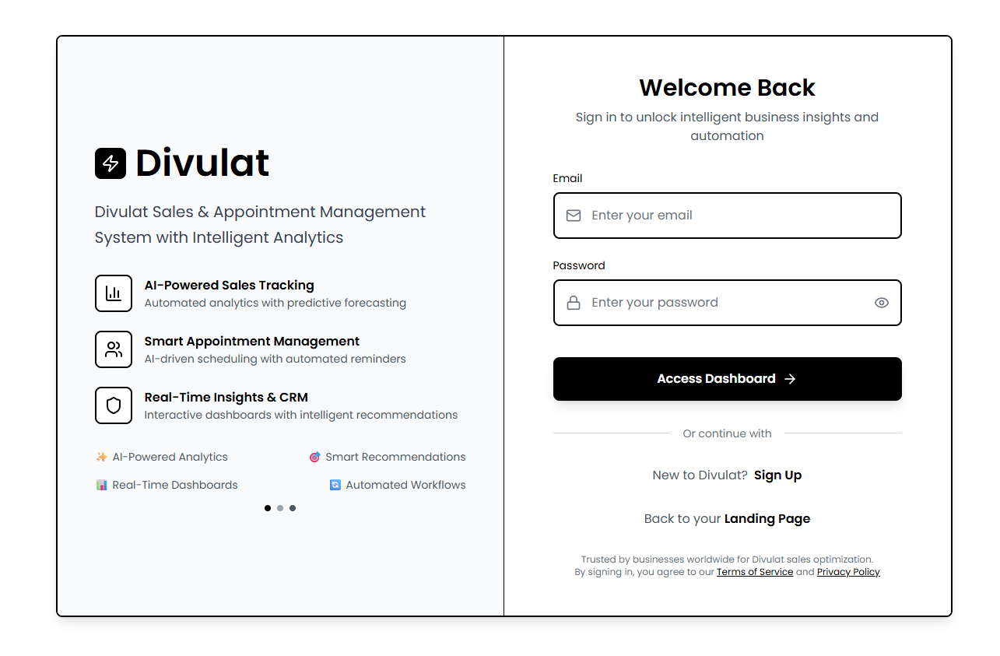 Divulat
Divulat Sales & Appointment Management
System with Intelligent Analytics
AI-Powered Sales Tracking
Automated analytics with predictive forecasting
Smart Appointment Management
AI-driven scheduling with automated reminders
Real-Time Insights & CRM
Interactive dashboards with intelligent recommendations
✨ AI-Powered Analytics
🎯 Smart Recommendations
📊 Real-Time Dashboards
🔄 Automated Workflows
Welcome Back
Sign in to unlock intelligent business insights and
automation
Email
Enter your email
Password
Enter your password
Access Dashboard →
Or continue with
New to Divulat? Sign Up
Back to your Landing Page
Trusted by businesses worldwide for Divulat sales optimization.
By signing in, you agree to our Terms of Service and Privacy Policy